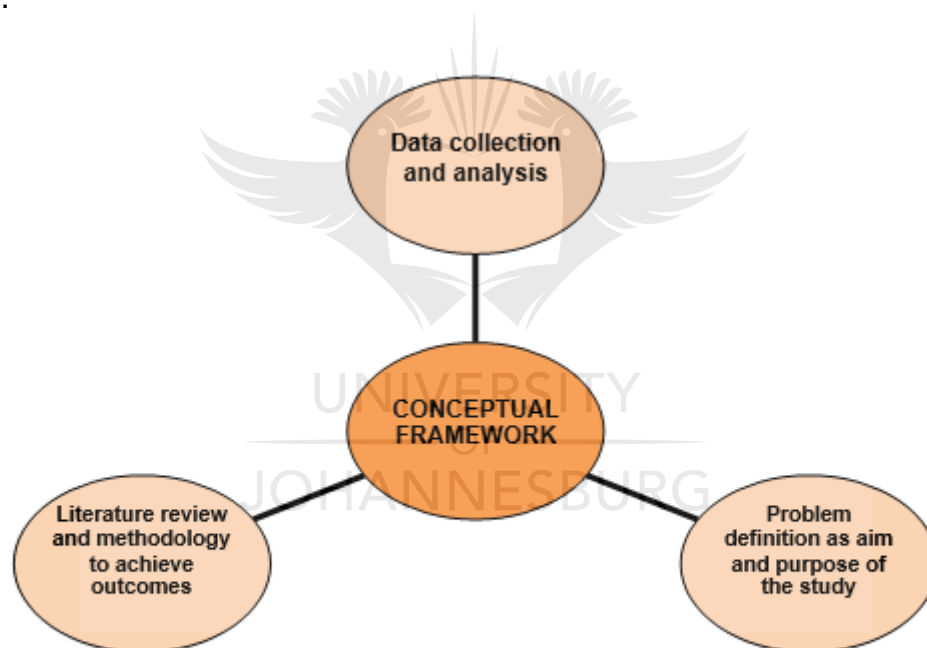 .
Data collection
and analysis
UNIVERSITY
CONCEPTUAL
FRAMEWORK
OF
JOHANNESBURG
Literature review
and methodology
to achieve
outcomes
Problem
definition as aim
and purpose of
the study